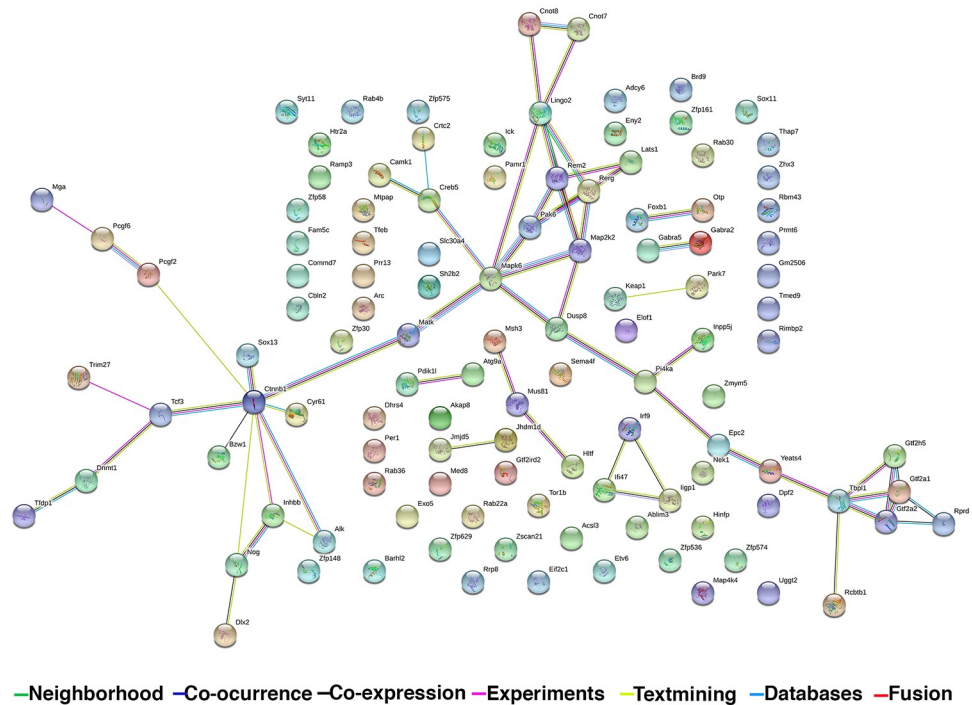 Cnot8
Cnot7
Brd9
Adcy6
Syt11
Rab4b
Zfp575
Lingo2
Zfp161
Sox11
Htr2a
Crtc2
Ick
Eny2
Thap7
Rab30
Lats1
Ramp3
Camk1
Pamr1
Rem2
Zhx3
Rerg
Mga
Creb5
Zfp58
Mtpap
Foxb1
Otp
Rbm43
Pak6
Pcgf6
Fam5c
Tfeb
Slc30a4
Map2k2
Gabra5
Gabra2
Prmt6
Pcgf2
Commd7
Prr13
Sh2b2
Mapk6
Gm2506
Keap1
Park7
Cbln2
Arc
Tmed9
Zfp30
Matk
Msh3
Dusp8
Elof1
Inpp5j
Rimbp2
Sox13
Trim27
Pdik1l
Atg9a
Sema4f
Pi4ka
Ctnnb1
Mus81
Zmym5
Tcf3
Cyr61
Dhrs4
Akap8
Irf9
Epc2
Bzw1
Per1
Jmjd5
Jhdm1d
Hltf
Nek1
Yeats4
Gtf2h5
Dnmt1
Rab36
Med8
Gtf2ird2
Ifi47
Iigp1
Tbpl1
Gtf2a1
Tfdp1
Inhbb
Exo5
Rab22a
Tor1b
Dpf2
Gtf2a2
Rprd
Alk
Acsl3
Ablim3
Hinfp
Nog
Zfp148
Barhl2
Zfp629
Zscan21
Zfp536
Zfp574
Rrp8
Eif2c1
Etv6
Map4k4
Uggt2
Rcbtb1
Dlx2
Neighborhood Co-ocurrence Co-expression Experiments Textmining Databases Fusion